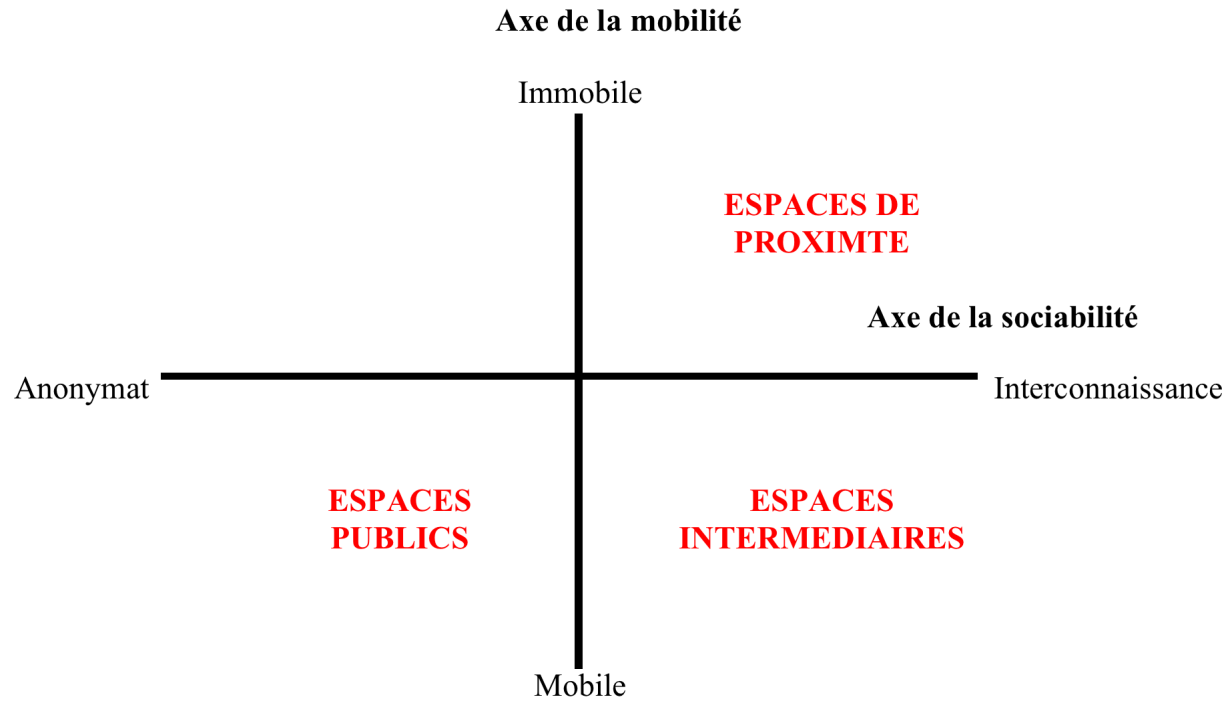 Axe de la mobilité
Immobile
ESPACES DE
PROXIMTE
Axe de la sociabilité
Anonymat
Interconnaissance
ESPACES
PUBLICS
ESPACES
INTERMEDIAIRES
Mobile